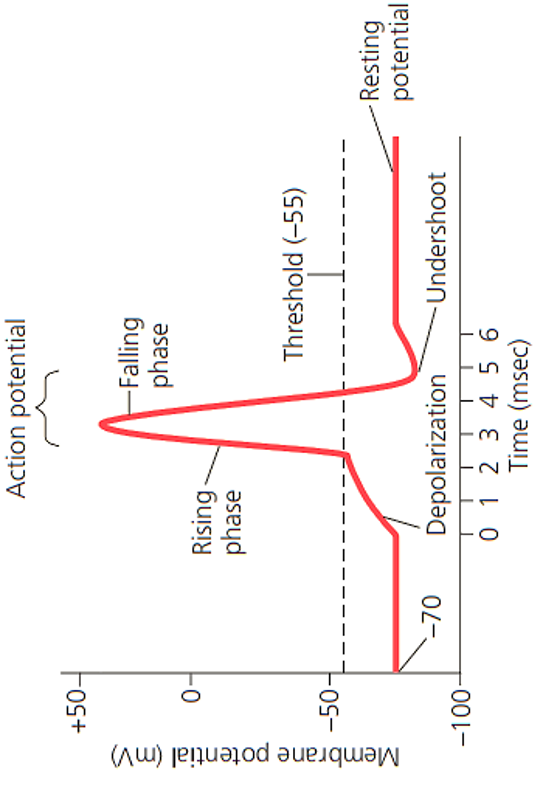 Action potential
Falling
phase
Rising
phase
Threshold (−55)
Resting
potential
−70
Depolarization
Undershoot
Membrane potential (mV)
+50
0
−50
−100
0 1 2 3 4 5 6
Time (msec)